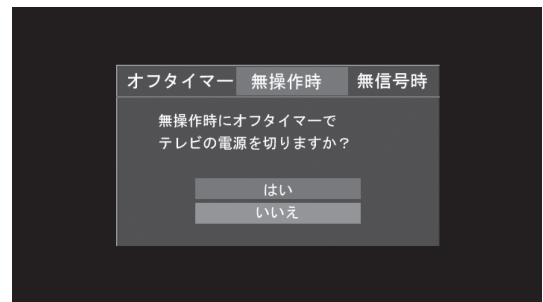 オフタイマー 無操作時 無信号時
無操作時にオフタイマーで
テレビの電源を切りますか？
はい
いいえ